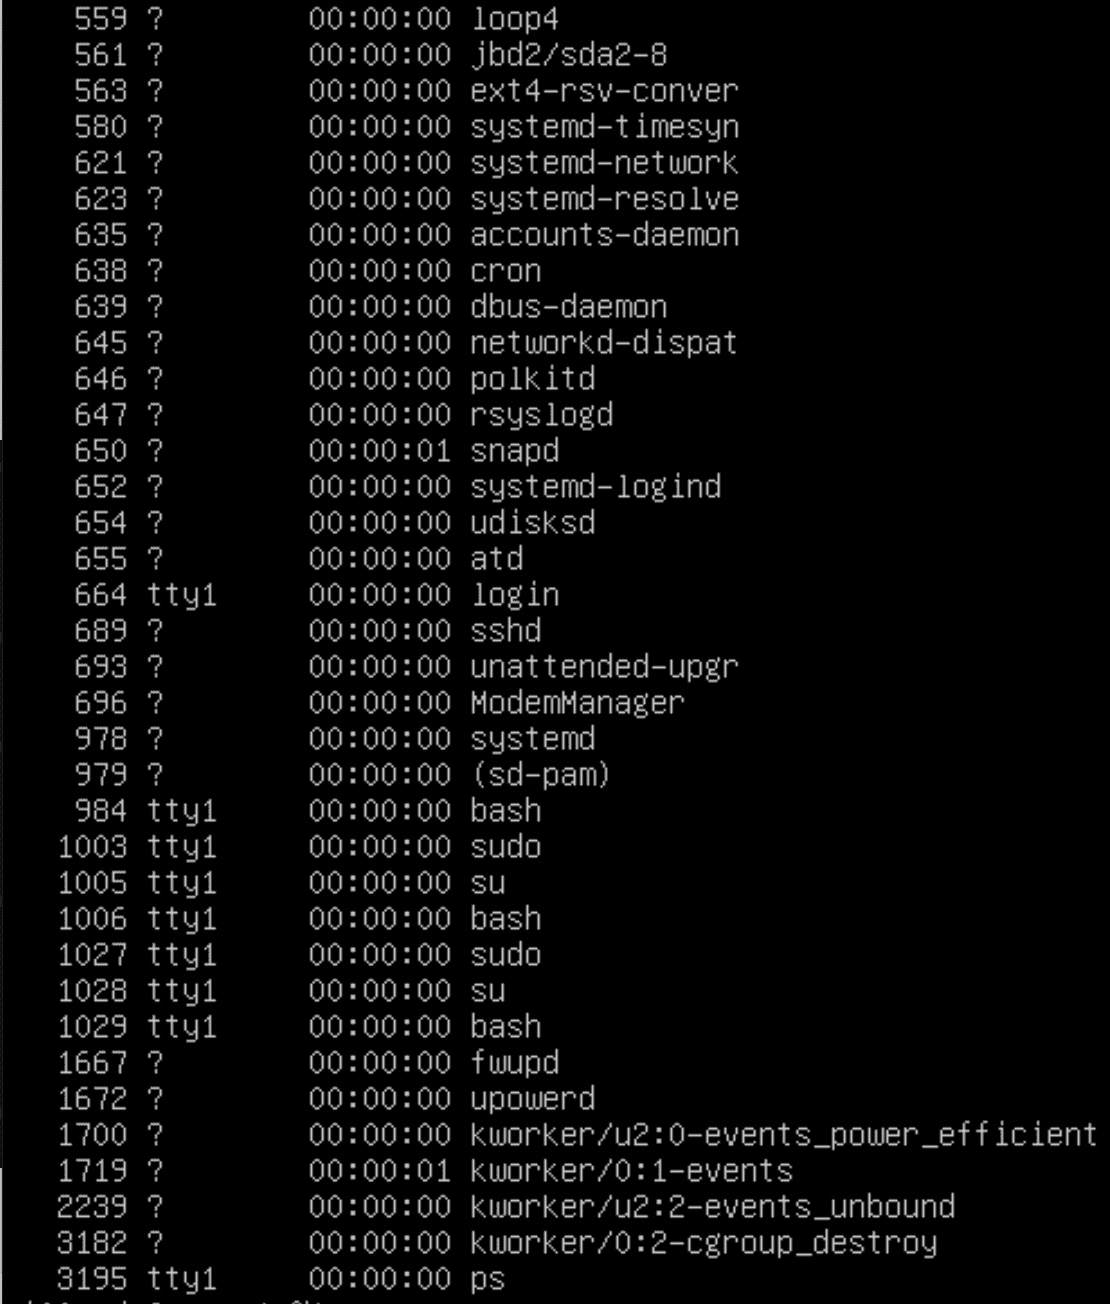 559 ? 00:00:00 loop4
561 ? 00:00:00 jbd2/sda2-8
563 ? 00:00:00 ext4-rsv-conver
580 ? 00:00:00 systemd-timesyn
621 ? 00:00:00 systemd-network
623 ? 00:00:00 systemd-resolve
635 ? 00:00:00 accounts-daemon
638 ? 00:00:00 cron
639 ? 00:00:00 dbus-daemon
645 ? 00:00:00 networkd-dispat
646 ? 00:00:00 polkitd
647 ? 00:00:00 rsyslogd
650 ? 00:00:01 snapd
652 ? 00:00:00 systemd-logind
654 ? 00:00:00 udisksd
655 ? 00:00:00 atd
664 tty1 00:00:00 login
689 ? 00:00:00 sshd
693 ? 00:00:00 unattended-upgr
696 ? 00:00:00 ModemManager
978 ? 00:00:00 systemd
979 ? 00:00:00 (sd-pam)
984 tty1 00:00:00 bash
1003 tty1 00:00:00 sudo
1005 tty1 00:00:00 su
1006 tty1 00:00:00 bash
1027 tty1 00:00:00 sudo
1028 tty1 00:00:00 su
1029 tty1 00:00:00 bash
1667 ? 00:00:00 fwupd
1672 ? 00:00:00 upowerd
1700 ? 00:00:00 kworker/u2:0-events_power_efficient
1719 ? 00:00:01 kworker/0:1-events
2239 ? 00:00:00 kworker/u2:2-events_unbound
3182 ? 00:00:00 kworker/0:2-cgroup_destroy
3195 tty1 00:00:00 ps